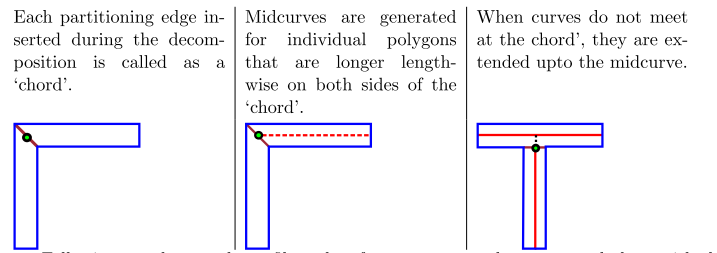 Each partitioning edge in-
serted during the decom-
position is called as a
‘chord’.
Midcurves are generated
for individual polygons
that are longer length-
wise on both sides of the
‘chord’.
When curves do not meet
at the chord’, they are ex-
tended upto the midcurve.